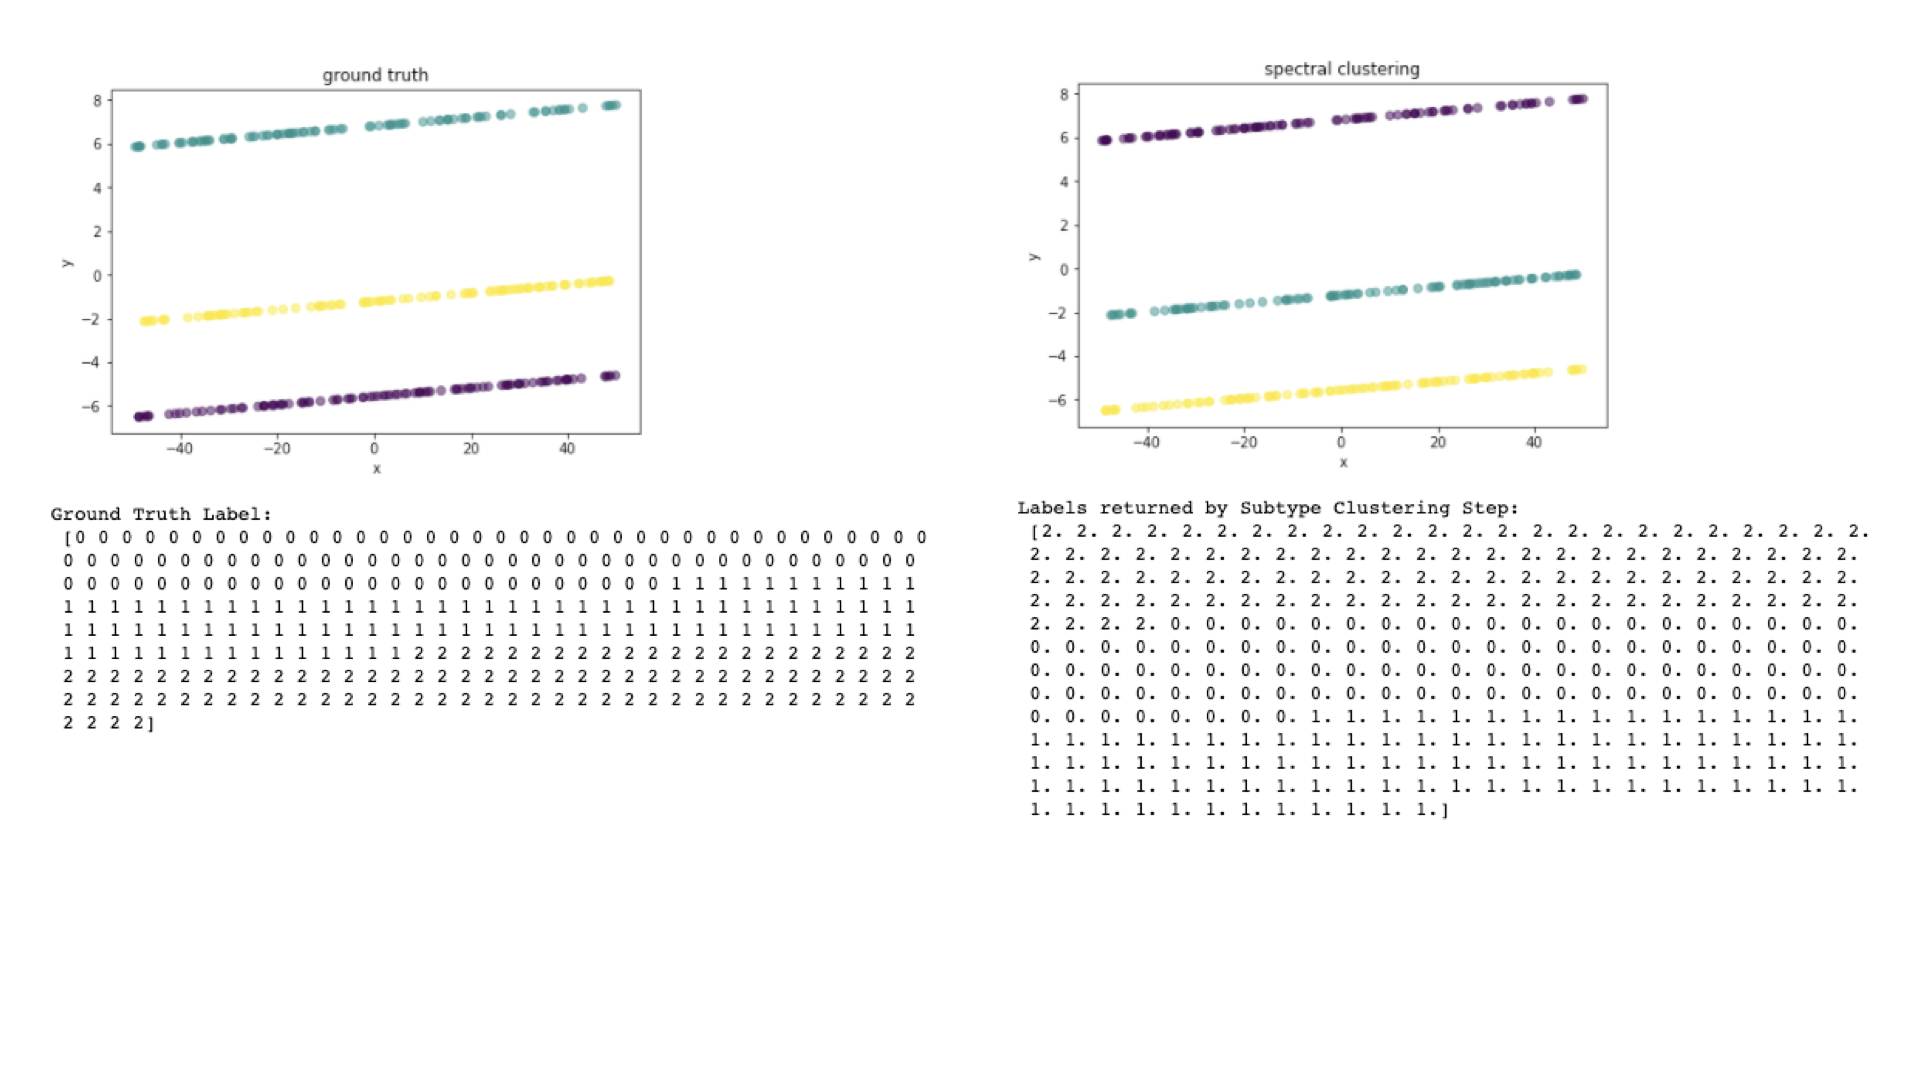 ground truth
8
6
4
2
0
−2
−4
−6
y
−40 −20 0 20 40
x
Ground Truth Label:
[0 0 0 0 0 0 0 0 0 0 0 0 0 0 0 0 0 0 0 0 0 0 0 0 0 0 0 0 0 0 0 0 0 0 0 0 0
0 0 0 0 0 0 0 0 0 0 0 0 0 0 0 0 0 0 0 0 0 0 0 0 0 0 0 0 0 0 0 0 0 0 0 0 0
0 0 0 0 0 0 0 0 0 0 0 0 0 0 0 0 0 0 0 0 0 0 0 0 0 0 1 1 1 1 1 1 1 1 1 1 1
1 1 1 1 1 1 1 1 1 1 1 1 1 1 1 1 1 1 1 1 1 1 1 1 1 1 1 1 1 1 1 1 1 1 1 1 1
1 1 1 1 1 1 1 1 1 1 1 1 1 1 1 1 1 1 1 1 1 1 1 1 1 1 1 1 1 1 1 1 1 1 1 1 1
1 1 1 1 1 1 1 1 1 1 1 1 1 1 1 2 2 2 2 2 2 2 2 2 2 2 2 2 2 2 2 2 2 2 2 2 2
2 2 2 2 2 2 2 2 2 2 2 2 2 2 2 2 2 2 2 2 2 2 2 2 2 2 2 2 2 2 2 2 2 2 2 2 2
2 2 2 2 2 2 2 2 2 2 2 2 2 2 2 2 2 2 2 2 2 2 2 2 2 2 2 2 2 2 2 2 2 2 2 2 2
2 2 2 2]
spectral clustering
8
6
4
2
0
−2
−4
−6
y
−40 −20 0 20 40
x
Labels returned by Subtype Clustering Step:
[2. 2. 2. 2. 2. 2. 2. 2. 2. 2. 2. 2. 2. 2. 2. 2. 2. 2. 2. 2. 2. 2. 2. 2.
2. 2. 2. 2. 2. 2. 2. 2. 2. 2. 2. 2. 2. 2. 2. 2. 2. 2. 2. 2. 2. 2. 2. 2.
2. 2. 2. 2. 2. 2. 2. 2. 2. 2. 2. 2. 2. 2. 2. 2. 2. 2. 2. 2. 2. 2. 2. 2.
2. 2. 2. 2. 2. 2. 2. 2. 2. 2. 2. 2. 2. 2. 2. 2. 2. 2. 2. 2. 2. 2. 2. 2.
2. 2. 2. 2. 0. 0. 0. 0. 0. 0. 0. 0. 0. 0. 0. 0. 0. 0. 0. 0. 0. 0. 0. 0.
0. 0. 0. 0. 0. 0. 0. 0. 0. 0. 0. 0. 0. 0. 0. 0. 0. 0. 0. 0. 0. 0. 0. 0.
0. 0. 0. 0. 0. 0. 0. 0. 0. 0. 0. 0. 0. 0. 0. 0. 0. 0. 0. 0. 0. 0. 0. 0.
0. 0. 0. 0. 0. 0. 0. 0. 0. 0. 0. 0. 0. 0. 0. 0. 0. 0. 0. 0. 0. 0. 0. 0.
0. 0. 0. 0. 0. 0. 0. 0. 1. 1. 1. 1. 1. 1. 1. 1. 1. 1. 1. 1. 1. 1. 1. 1.
1. 1. 1. 1. 1. 1. 1. 1. 1. 1. 1. 1. 1. 1. 1. 1. 1. 1. 1. 1. 1. 1. 1. 1.
1. 1. 1. 1. 1. 1. 1. 1. 1. 1. 1. 1. 1. 1. 1. 1. 1. 1. 1. 1. 1. 1. 1. 1.
1. 1. 1. 1. 1. 1. 1. 1. 1. 1. 1. 1. 1. 1. 1. 1. 1. 1. 1. 1. 1. 1. 1. 1.
1. 1. 1. 1. 1. 1. 1. 1. 1. 1. 1. 1.]